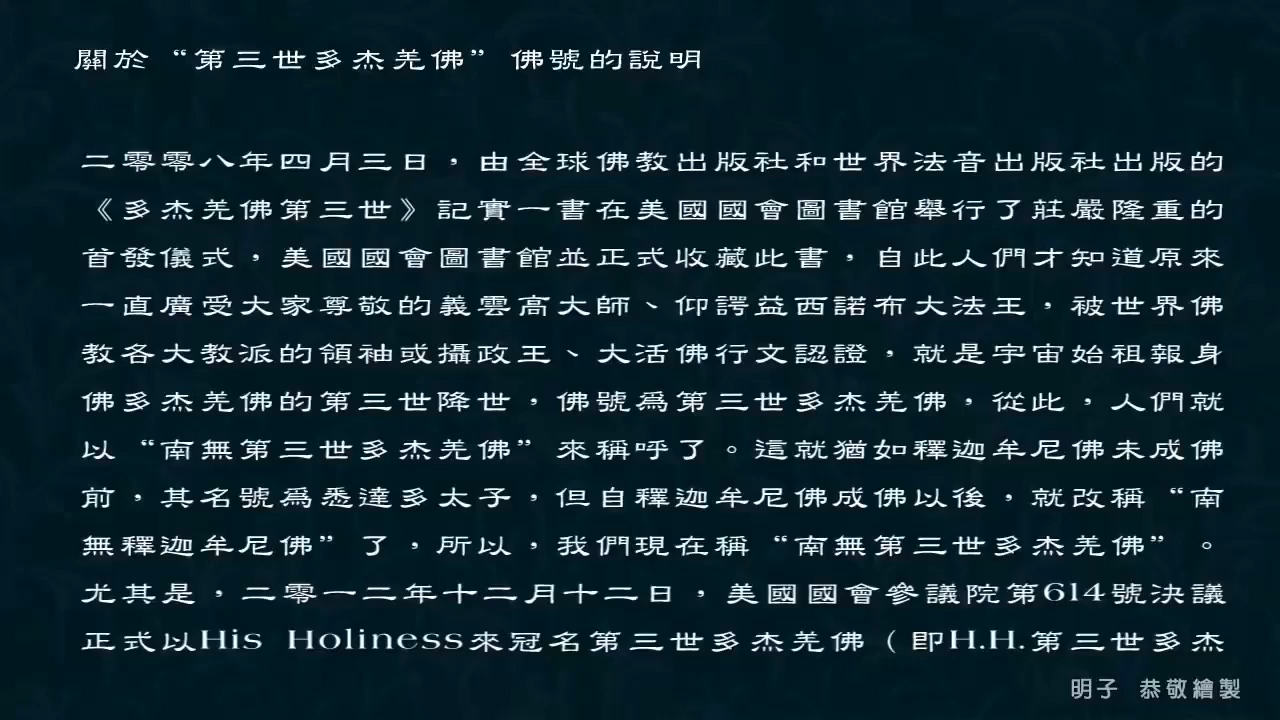 關於“第三世多杰羌佛”佛號的說明
二零零八年四月三日，由全球佛教出版社和世界法音出版社出版的
《多杰羌佛第三世》記實一書在美國國會圖書館舉行了莊嚴隆重的
首發儀式，美國國會圖書館並正式收藏此書，自此人們才知道原來
一直廣受大家尊敬的義雲高大師、仰諤益西諾布大法王，被世界佛
教各大教派的領袖或攝政王、大活佛行文認證，就是宇宙始祖報身
佛多杰羌佛的第三世降世，佛號爲第三世多杰羌佛，從此，人們就
以“南無第三世多杰羌佛”來稱呼了。這就猶如釋迦牟尼佛未成佛
前，其名號爲悉達多太子，但自釋迦牟尼佛成佛以後，就改稱“南
無釋迦牟尼佛”了，所以，我們現在稱“南無第三世多杰羌佛”。
尤其是，二零一二年十二月十二日，美國國會參議院第614號決議
正式以His Holiness來冠名第三世多杰羌佛（即H.H.第三世多杰
明子 恭敬繪製